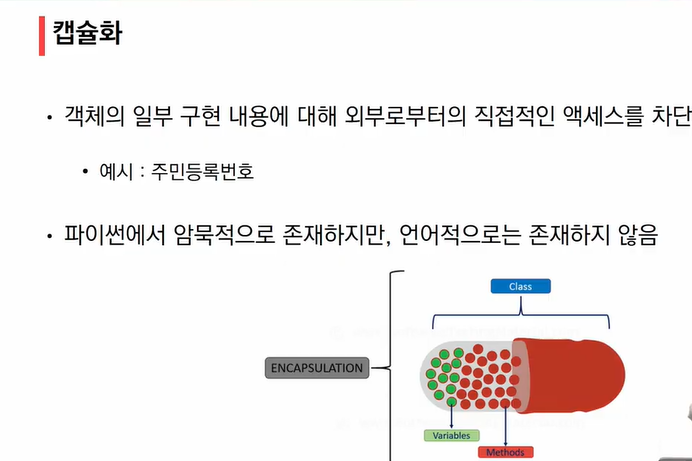 캡슐화
• 객체의 일부 구현 내용에 대해 외부로부터의 직접적인 액세스를 차단
• 예시 : 주민등록번호
• 파이썬에서 암묵적으로 존재하지만, 언어적으로는 존재하지 않음
Class
ENCAPSULATION
Variables
Methods